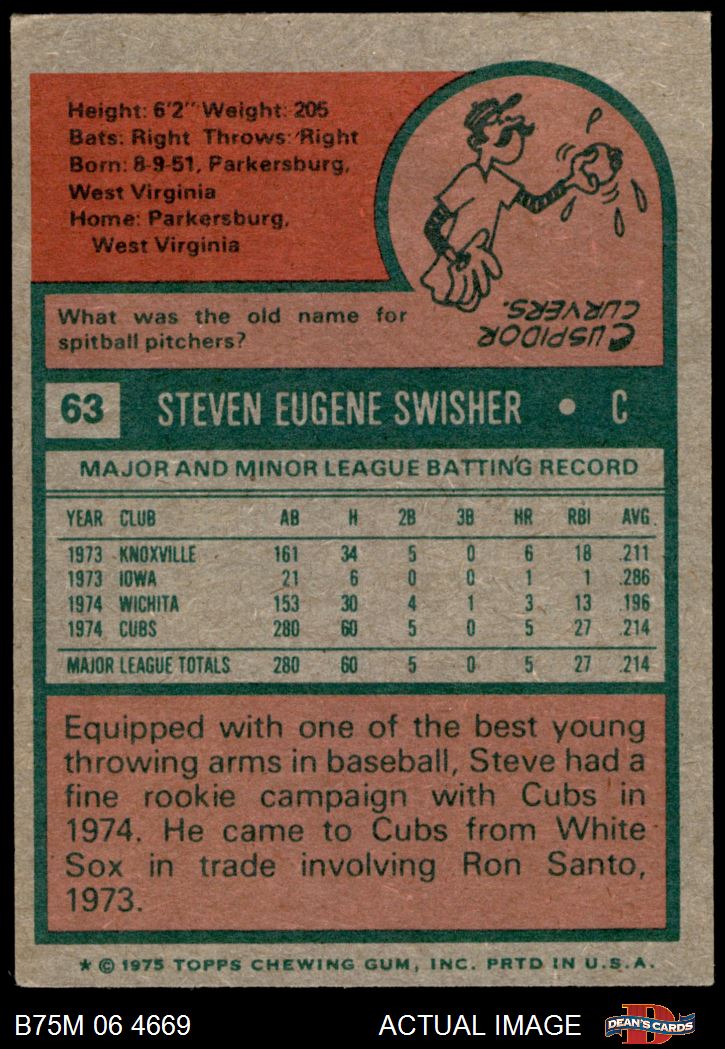 Height: 6'2" Weight: 205
Bats: Right Throws: Right
Born: 8-9-51, Parkersburg,
West Virginia
Home: Parkersburg,
West Virginia
What was the old name for
spitball pitchers?
CUSPIDOR
CURVERS.
63 STEVEN EUGENE SWISHER • C
MAJOR AND MINOR LEAGUE BATTING RECORD
YEAR CLUB AB H 2B 3B HR RBI AVG.
1973 KNOXVILLE 161 34 5 0 6 18 .211
1973 IOWA 21 6 0 0 1 1 .286
1974 WICHITA 153 30 4 1 3 13 .196
1974 CUBS 280 60 5 0 5 27 .214
MAJOR LEAGUE TOTALS 280 60 5 0 5 27 .214
Equipped with one of the best young
throwing arms in baseball, Steve had a
fine rookie campaign with Cubs in
1974. He came to Cubs from White
Sox in trade involving Ron Santo,
1973.
* © 1975 TOPPS CHEWING GUM, INC. PRTD IN U.S.A.
B75M 06 4669 ACTUAL IMAGE DEAN'S CARDS